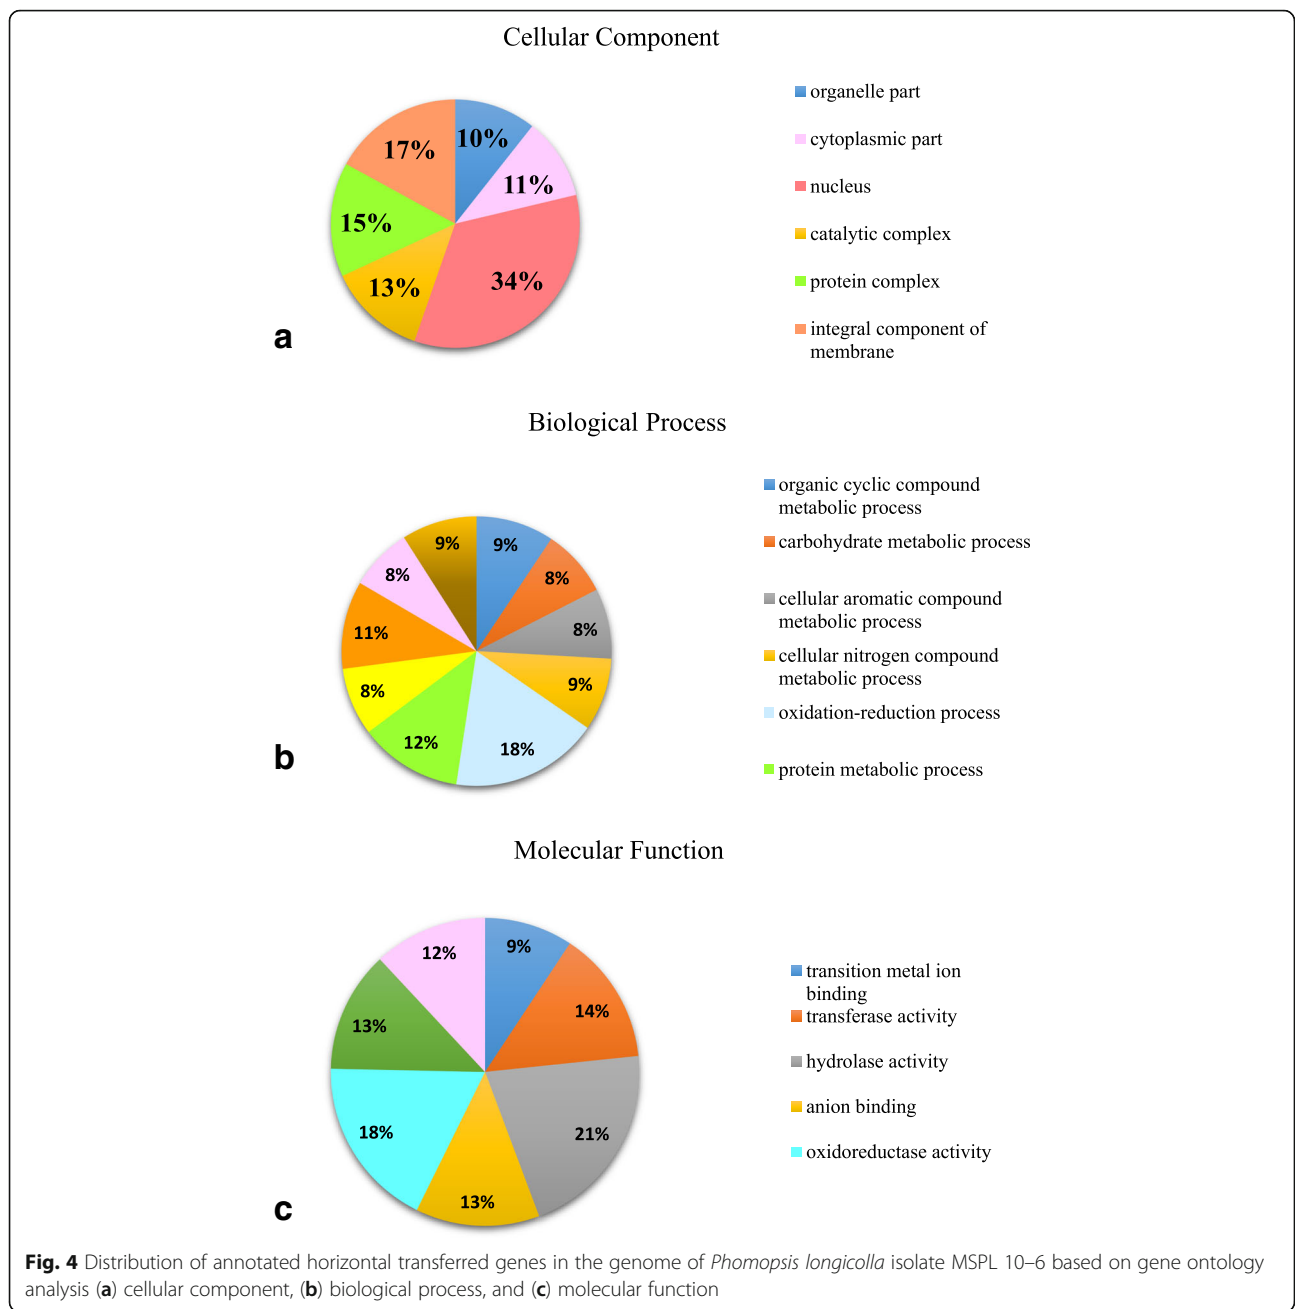 Cellular Component
10%
11%
34%
13%
15%
17%
organelle part
cytoplasmic part
nucleus
catalytic complex
protein complex
integral component of
membrane
a
Biological Process
9%
8%
8%
9%
18%
12%
8%
11%
8%
9%
organic cyclic compound
metabolic process
carbohydrate metabolic process
cellular aromatic compound
metabolic process
cellular nitrogen compound
metabolic process
oxidation-reduction process
protein metabolic process
b
Molecular Function
9%
14%
21%
13%
18%
13%
12%
transition metal ion
binding
transferase activity
hydrolase activity
anion binding
oxidoreductase activity
c
Fig. 4 Distribution of annotated horizontal transferred genes in the genome of Phomopsis longicolla isolate MSPL 10–6 based on gene ontology
analysis (a) cellular component, (b) biological process, and (c) molecular function